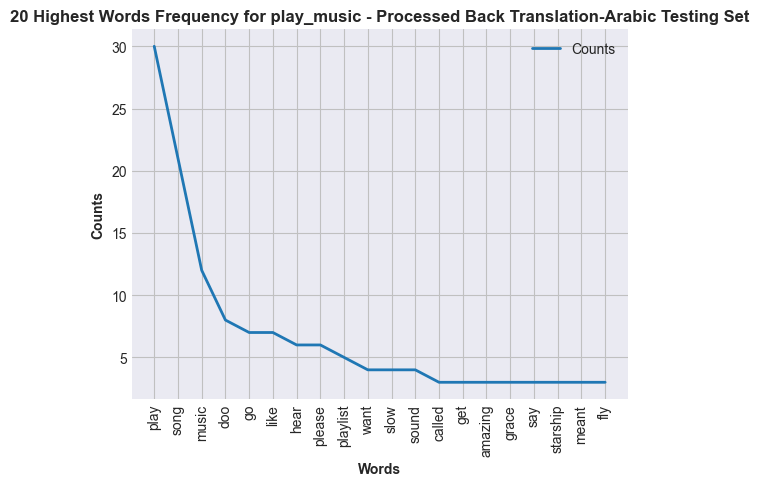 20 Highest Words Frequency for play_music - Processed Back Translation-Arabic Testing Set
Counts
30
25
20
15
10
5
Counts
play
song
music
doo
go
like
hear
please
playlist
want
slow
sound
called
get
amazing
grace
say
starship
meant
fly
Words